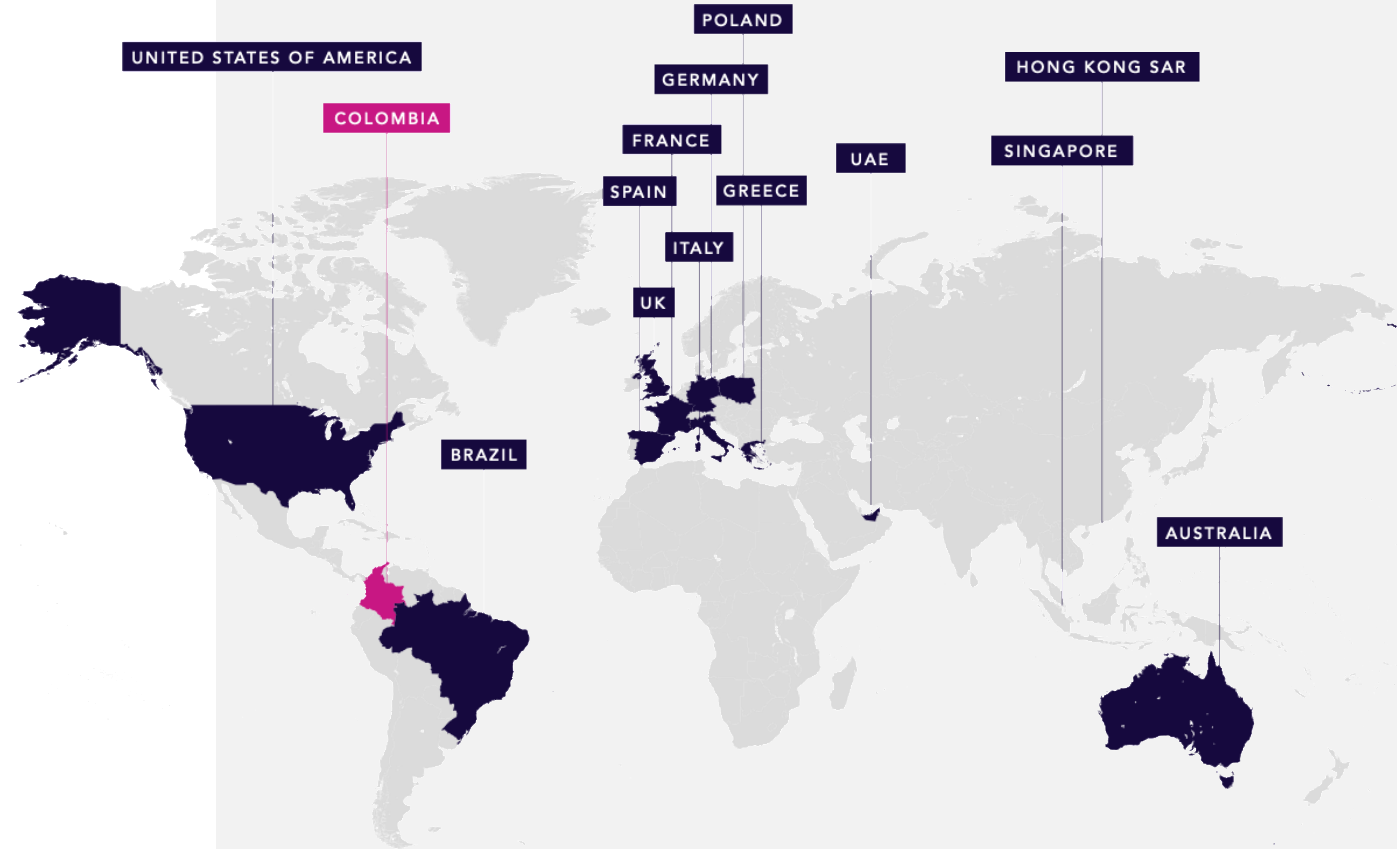 POLAND
UNITED STATES OF AMERICA
HONG KONG SAR
GERMANY
COLOMBIA
FRANCE
SINGAPORE
UAE
SPAIN
GREECE
ITALY
UK
BRAZIL
AUSTRALIA